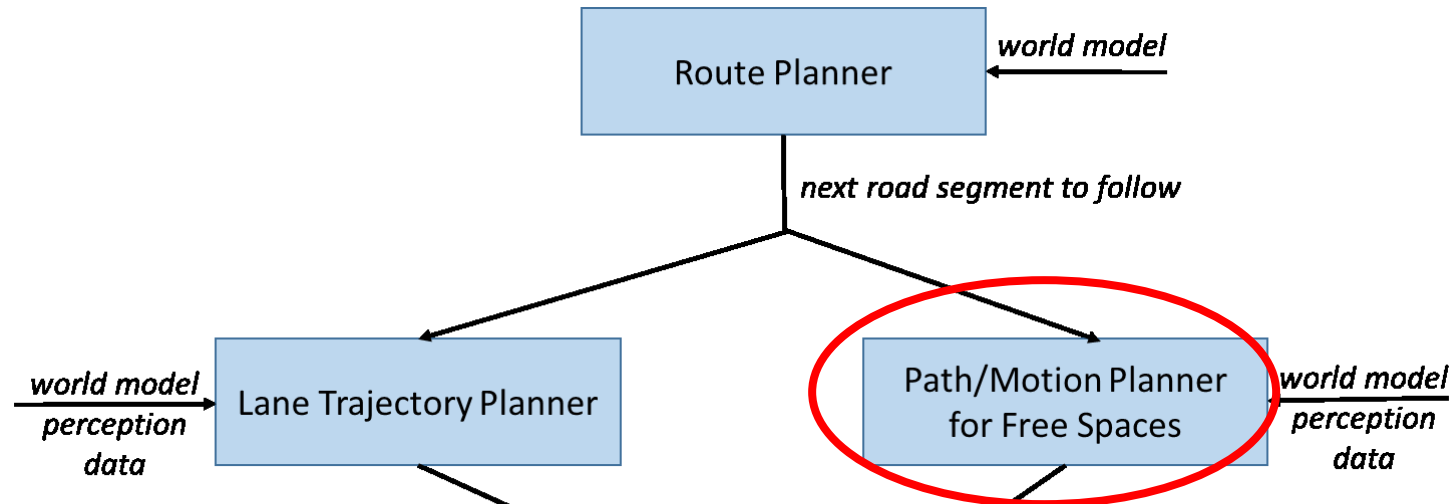 Route Planner
world model
next road segment to follow
world model
perception
data
Lane Trajectory Planner
Path/Motion Planner
for Free Spaces
world model
perception
data